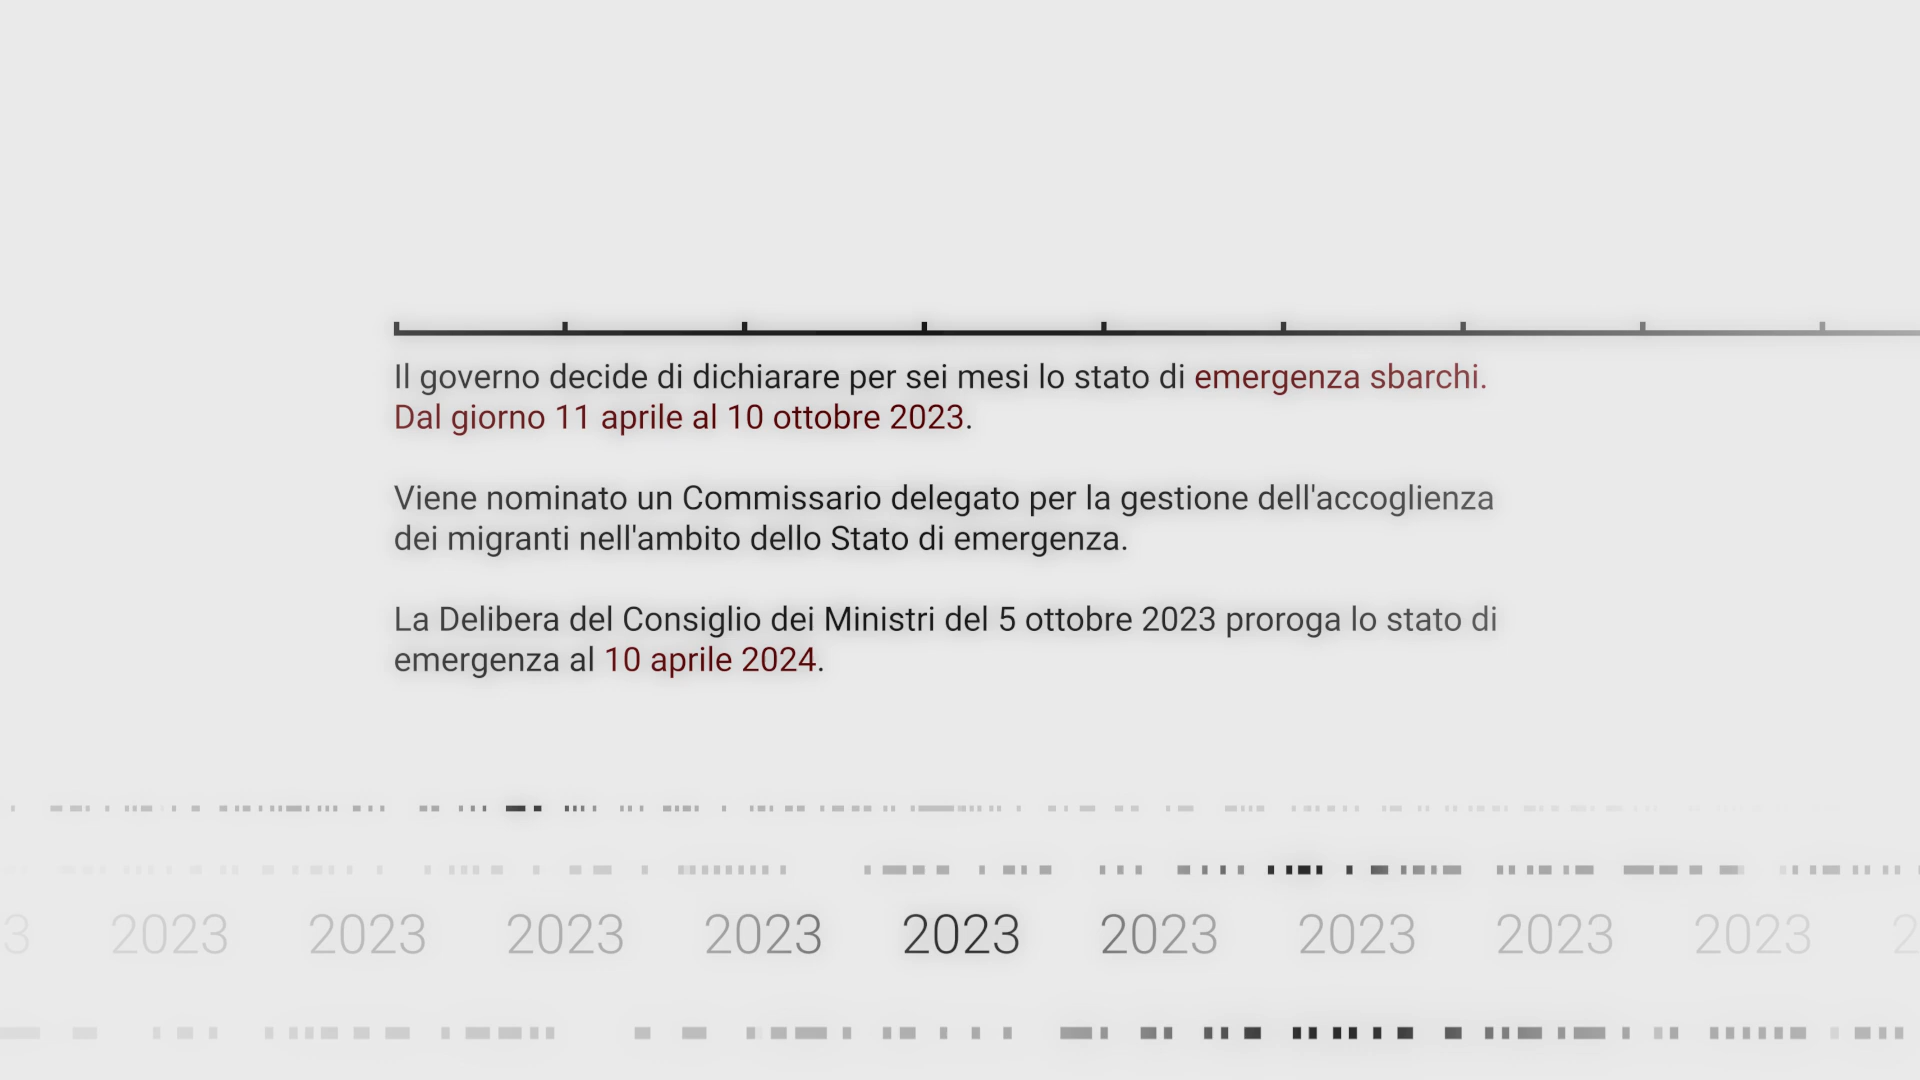 Il governo decide di dichiarare per sei mesi lo stato di emergenza sbarchi.
Dal giorno 11 aprile al 10 ottobre 2023.
Viene nominato un Commissario delegato per la gestione dell'accoglienza
dei migranti nell'ambito dello Stato di emergenza.
La Delibera del Consiglio dei Ministri del 5 ottobre 2023 proroga lo stato di
emergenza al 10 aprile 2024.
3 2023 2023 2023 2023 2023 2023 2023 2023 2023 2